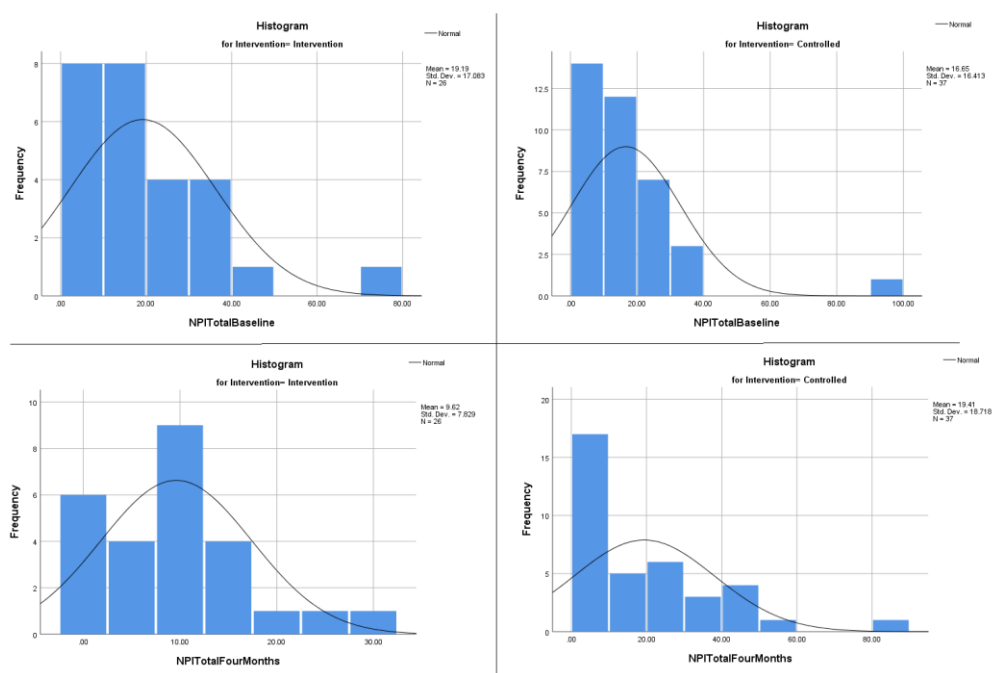 Histogram
Normal
for Intervention= Intervention
Mean = 19.19
Std. Dev. = 17.083
N = 26
8
6
4
2
0
Frequency
.00 20.00 40.00 60.00 80.00
NPITotalBaseline
Histogram
Normal
for Intervention= Controlled
Mean = 16.65
Std. Dev. = 16.413
N = 37
12.5
10.0
7.5
5.0
2.5
0.0
Frequency
.00 20.00 40.00 60.00 80.00 100.00
NPITotalBaseline
Histogram
Normal
for Intervention= Intervention
Mean = 9.62
Std. Dev. = 7.829
N = 26
10
8
6
4
2
0
Frequency
.00 10.00 20.00 30.00
NPITotalFourMonths
Histogram
Normal
for Intervention= Controlled
Mean = 19.41
Std. Dev. = 18.718
N = 37
20
15
10
5
0
Frequency
.00 20.00 40.00 60.00 80.00
NPITotalFourMonths